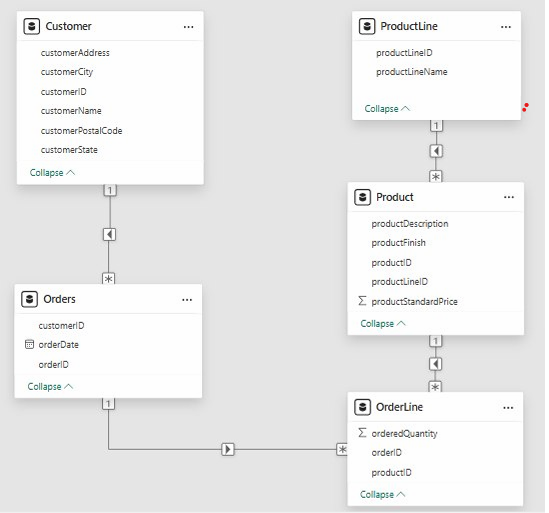 Customer
customerAddress
customerCity
customerID
customerName
customerPostalCode
customerState
Collapse
1
*
Orders
customerID
orderDate
orderID
Collapse
1
*
ProductLine
productLineID
productLineName
Collapse
1
*
Product
productDescription
productFinish
productID
productLineID
Σ productStandardPrice
Collapse
1
*
OrderLine
Σ orderedQuantity
orderID
productID
Collapse